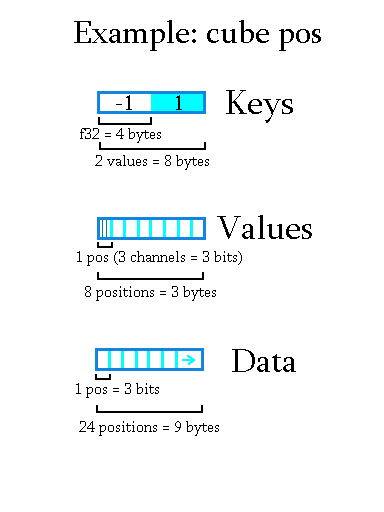 Example: cube pos
-1 1 Keys
f32 = 4 bytes
2 values = 8 bytes
Values
1 pos (3 channels = 3 bits)
8 positions = 3 bytes
Data
1 pos = 3 bits
24 positions = 9 bytes